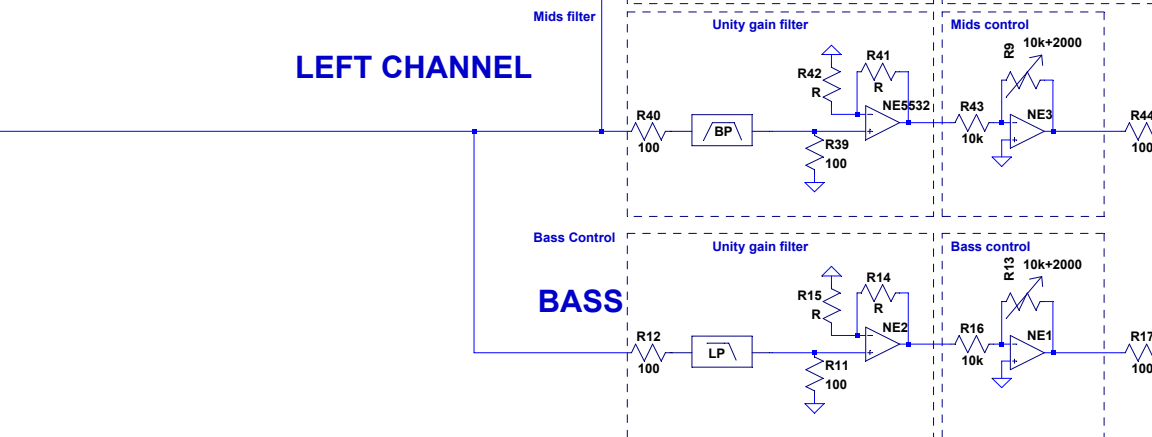 Mids filter
Unity gain filter
Mids control
LEFT CHANNEL
R42
R
R41
R
R9
10k+2000
R40
100
BP
R39
100
NE5532
R43
10k
NE3
R44
100
Bass Control
Unity gain filter
Bass control
BASS
R15
R
R14
R
R13
10k+2000
R12
100
LP
R11
100
NE2
R16
10k
NE1
R17
100